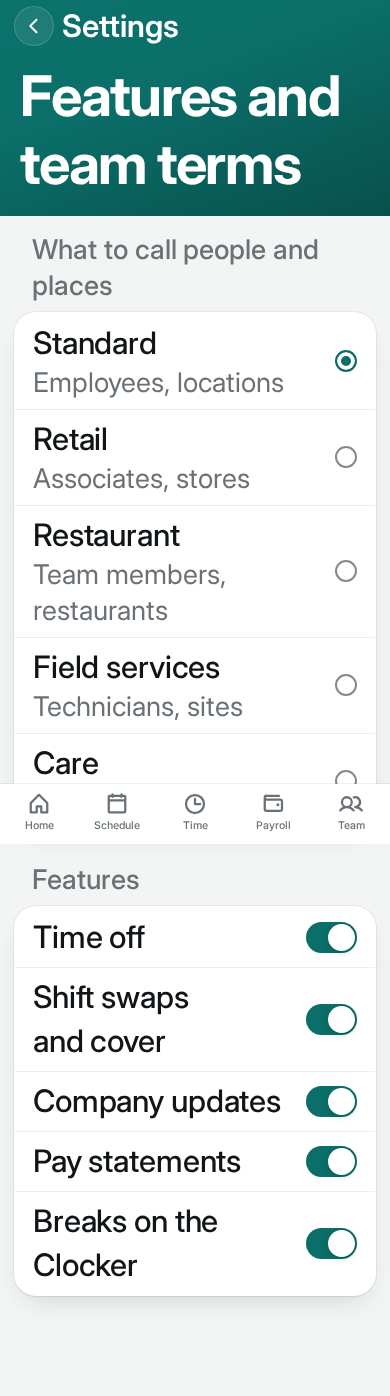 Settings
Features and
team terms
What to call people and
places
Standard
Employees, locations
Retail
Associates, stores
Restaurant
Team members,
restaurants
Field services
Technicians, sites
Care
Home
Schedule
Time
Payroll
Team
Features
Time off
Shift swaps
and cover
Company updates
Pay statements
Breaks on the
Clocker